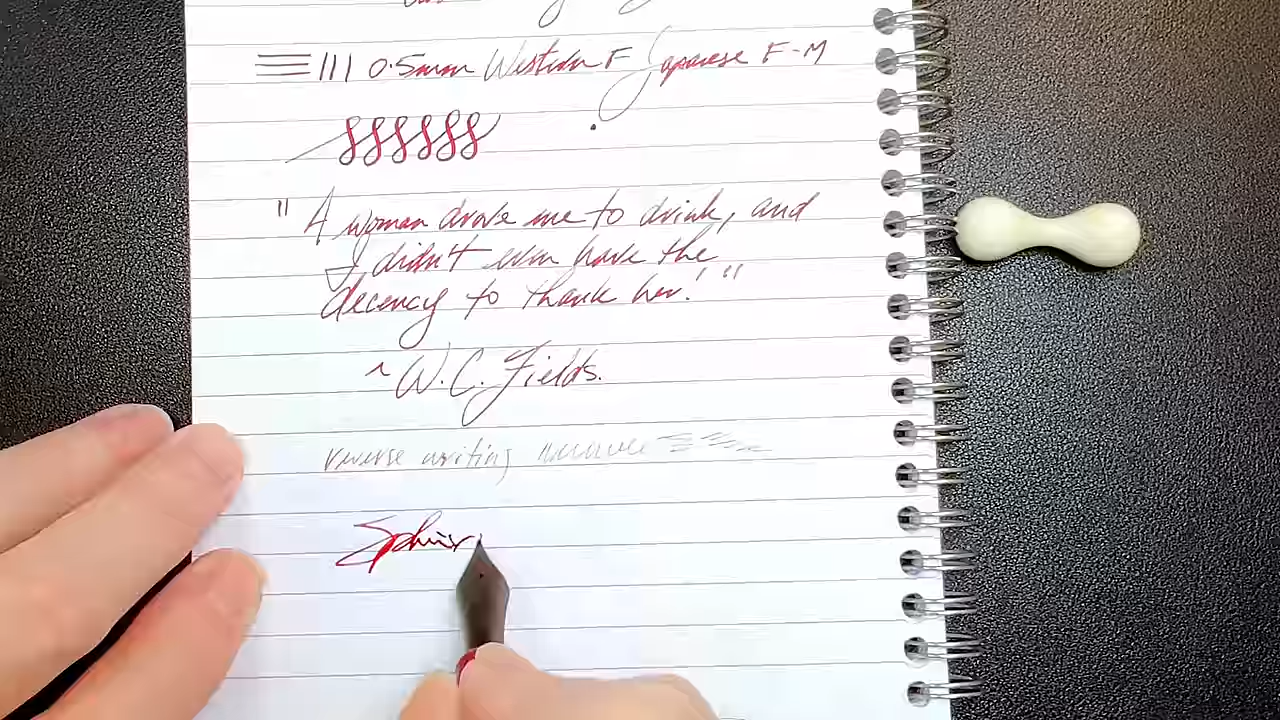 0.5mm Western F Japanese F-M
" A woman drove me to drink, and
I didn't even have the
decency to thank her!"
~ W.C. Fields.
reverse writing
Sphinx